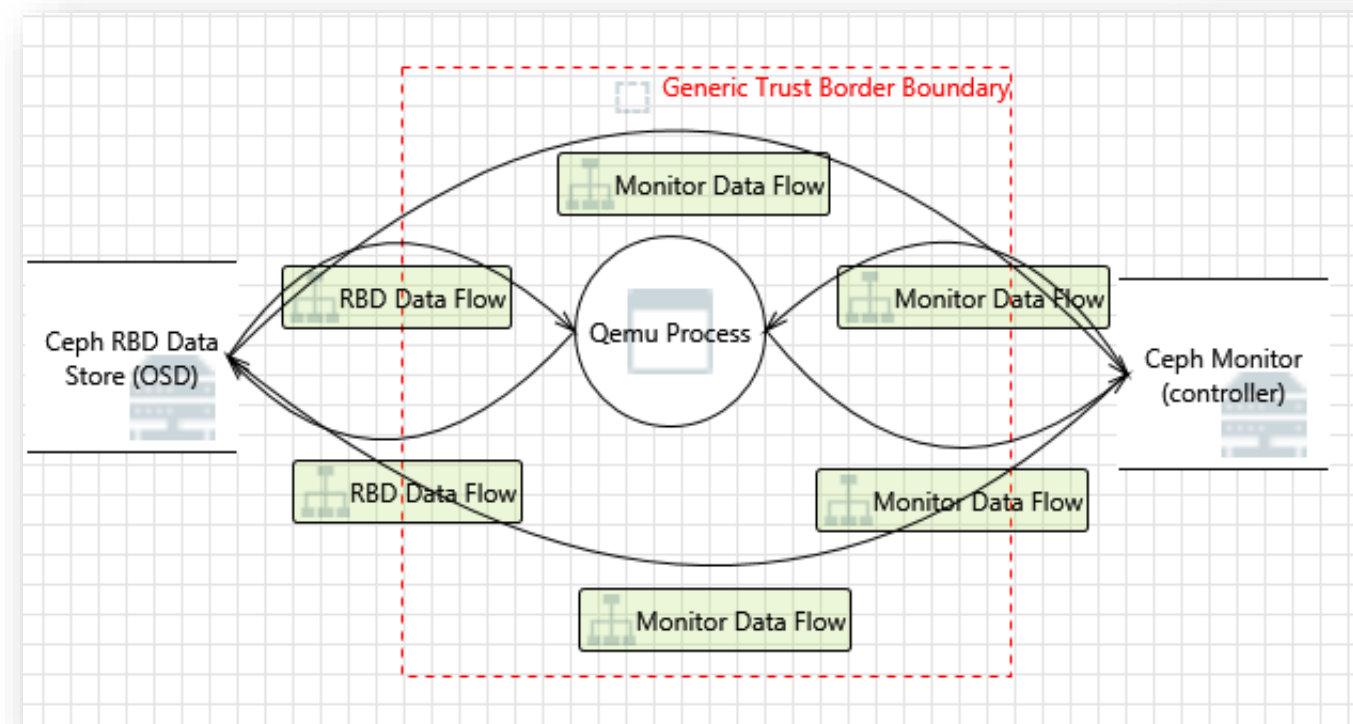 Generic Trust Border Boundary
Monitor Data Flow
RBD Data Flow
Monitor Data Flow
Ceph RBD Data
Store (OSD)
Qemu Process
Ceph Monitor
(controller)
RBD Data Flow
Monitor Data Flow
Monitor Data Flow